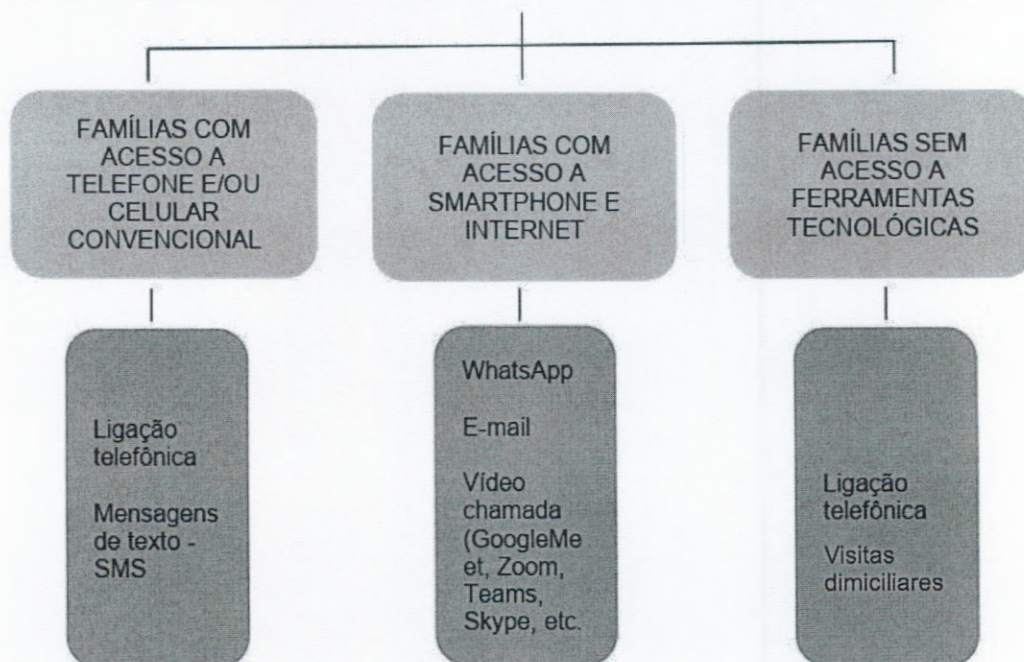 FAMÍLIAS COM
ACESSO A
TELEFONE E/OU
CELULAR
CONVENCIONAL
FAMÍLIAS COM
ACESSO A
SMARTPHONE E
INTERNET
FAMÍLIAS SEM
ACESSO A
FERRAMENTAS
TECNOLÓGICAS
Ligação
telefônica
Mensagens
de texto -
SMS
WhatsApp
E-mail
Vídeo
chamada
(GoogleMe
et, Zoom,
Teams,
Skype, etc.
Ligação
telefônica
Visitas
dimiciliares